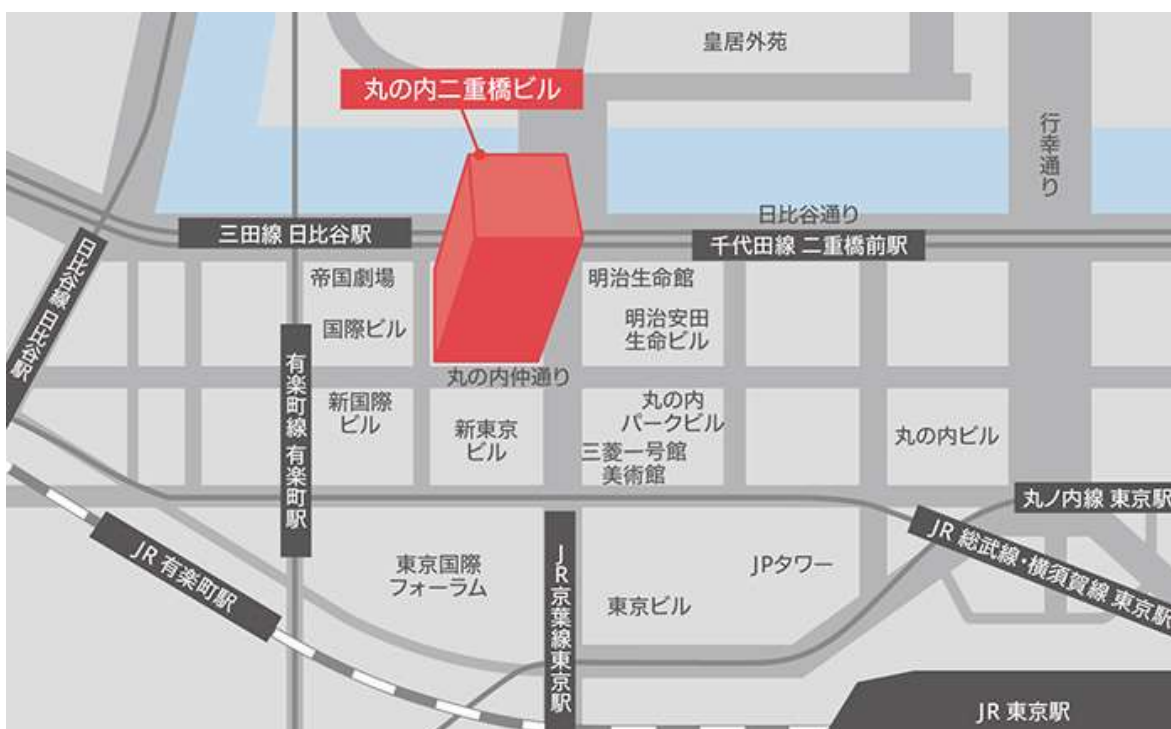 皇居外苑
丸の内二重橋ビル
行幸通り
日比谷通り
三田線 日比谷駅
千代田線 二重橋前駅
日比谷線 日比谷駅
帝国劇場
明治生命館
国際ビル
明治安田
生命ビル
有楽町線 有楽町駅
丸の内仲通り
新国際
ビル
新東京
ビル
丸の内
パークビル
三菱一号館
美術館
丸の内ビル
丸ノ内線 東京駅
JR 総武線・横須賀線 東京駅
JR 有楽町駅
東京国際
フォーラム
JR京葉線東京駅
JPタワー
東京ビル
JR 東京駅